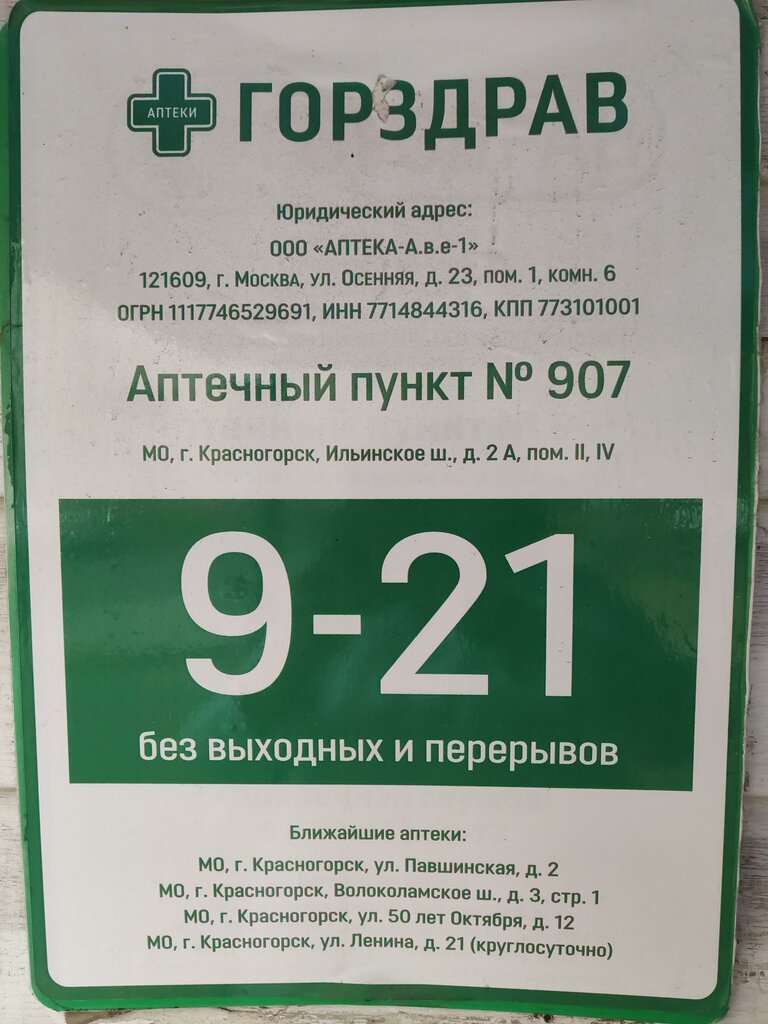 АПТЕКИ ГОРЗДРАВ
Юридический адрес:
ООО «АПТЕКА-А.в.е-1»
121609, г. Москва, ул. Осенняя, д. 23, пом. 1, комн. 6
ОГРН 1117746529691, ИНН 7714844316, КПП 773101001
Аптечный пункт № 907
МО, г. Красногорск, Ильинское ш., д. 2 А, пом. II, IV
9-21
без выходных и перерывов
Ближайшие аптеки:
МО, г. Красногорск, ул. Павшинская, д. 2
МО, г. Красногорск, Волоколамское ш., д. 3, стр. 1
МО, г. Красногорск, ул. 50 лет Октября, д. 12
МО, г. Красногорск, ул. Ленина, д. 21 (круглосуточно)